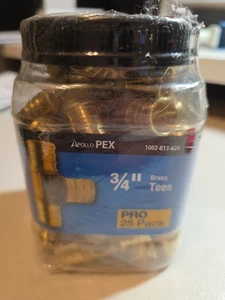 APOLLO PEX
1002-813-624
3/4" Brass
Tees
PRO
25 Pack